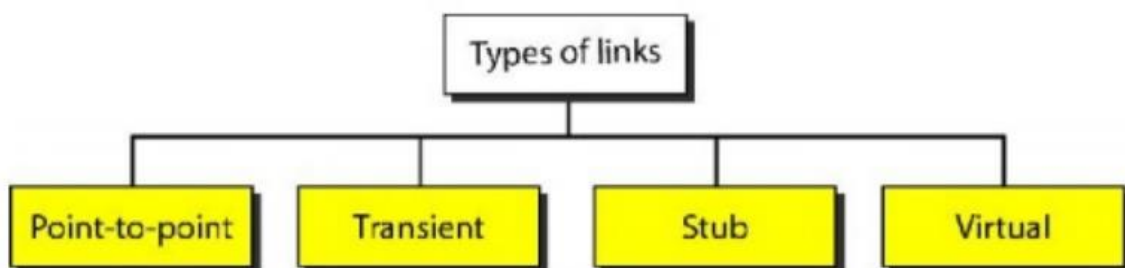 Types of links
Point-to-point
Transient
Stub
Virtual